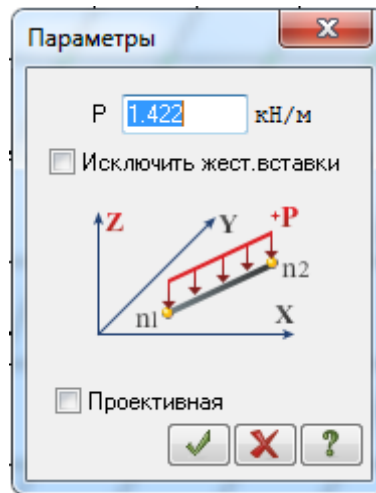 Параметры
P 1.422 кН/м
Исключить жест.вставки
Z Y +P
n2
n1 X
Проективная
?